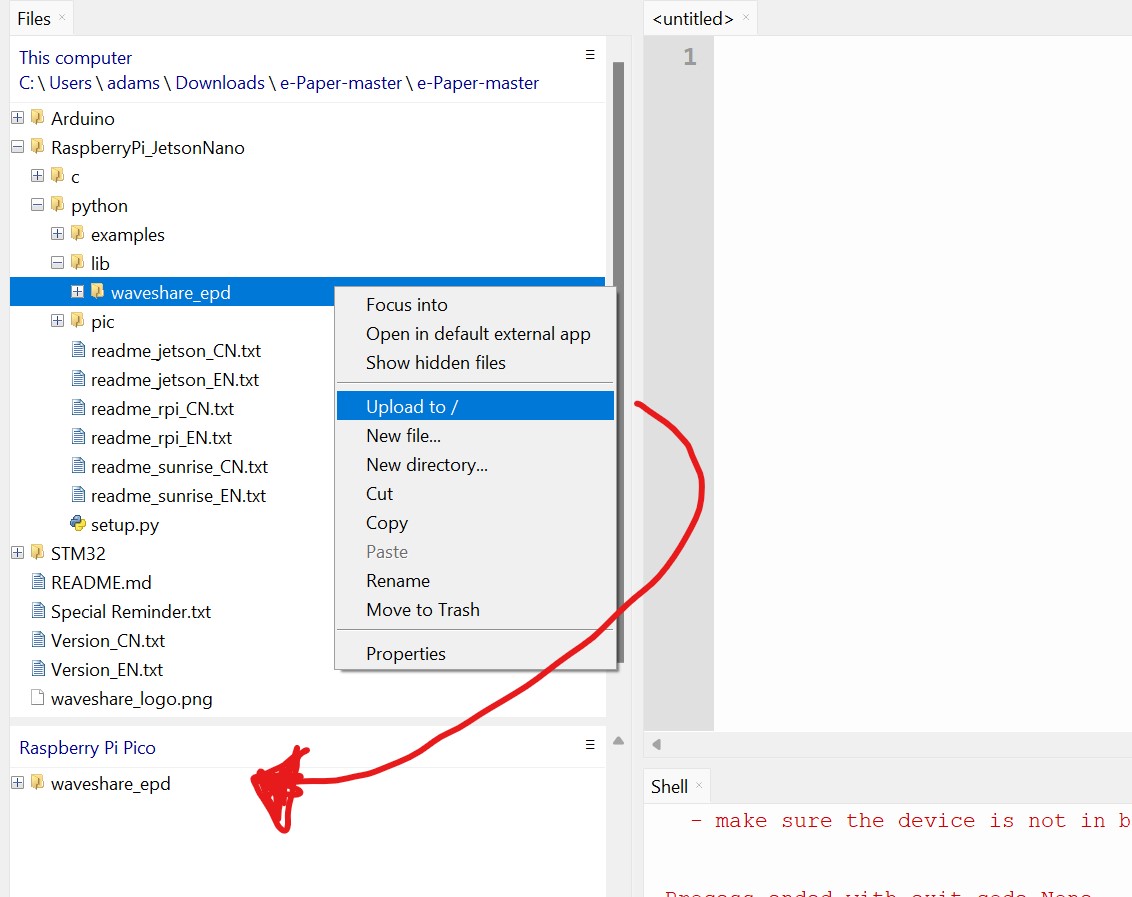 Files
This computer
C: \ Users \ adams \ Downloads \ e-Paper-master \ e-Paper-master
Arduino
RaspberryPi_JetsonNano
c
python
examples
lib
waveshare_epd
pic
readme_jetson_CN.txt
readme_jetson_EN.txt
readme_rpi_CN.txt
readme_rpi_EN.txt
readme_sunrise_CN.txt
readme_sunrise_EN.txt
setup.py
STM32
README.md
Special Reminder.txt
Version_CN.txt
Version_EN.txt
waveshare_logo.png
Focus into
Open in default external app
Show hidden files
Upload to /
New file...
New directory...
Cut
Copy
Paste
Rename
Move to Trash
Properties
Raspberry Pi Pico
waveshare_epd
<untitled>
1
Shell
- make sure the device is not in b